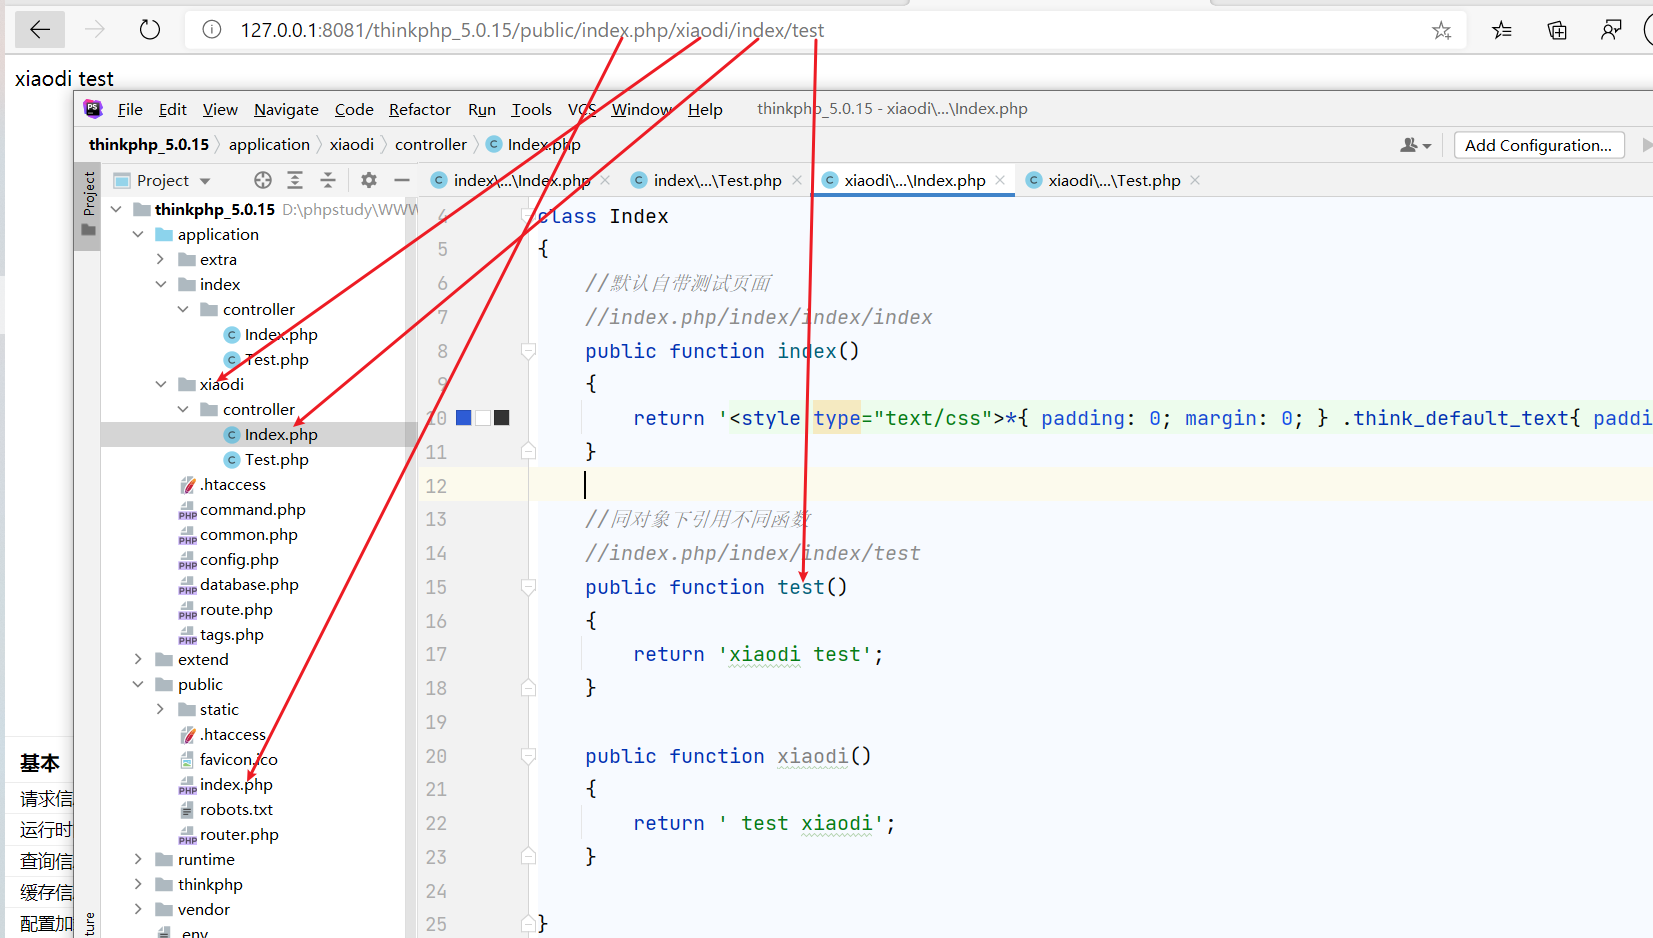 127.0.0.1:8081/thinkphp_5.0.15/public/index.php/xiaodi/index/test
xiaodi test
File Edit View Navigate Code Refactor Run Tools VCS Window Help thinkphp_5.0.15 - xiaodi\...\Index.php
thinkphp_5.0.15 application xiaodi controller Index.php Add Configuration...
Project
Project
index\...\Index.php index\...\Test.php xiaodi\...\Index.php xiaodi\...\Test.php
thinkphp_5.0.15 D:\phpstudy\WWW
application
extra
index
controller
Index.php
Test.php
xiaodi
controller
Index.php
Test.php
.htaccess
command.php
common.php
config.php
database.php
route.php
tags.php
extend
public
static
.htaccess
favicon.ico
index.php
robots.txt
router.php
runtime
thinkphp
vendor
.env
4 class Index
5 {
6 //默认自带测试页面
7 //index.php/index/index/index
8 public function index()
9 {
10 return '<style type="text/css">*{ padding: 0; margin: 0; } .think_default_text{ paddi
11 }
12
13 //同对象下引用不同函数
14 //index.php/index/index/test
15 public function test()
16 {
17 return 'xiaodi test';
18 }
19
20 public function xiaodi()
21 {
22 return ' test xiaodi';
23 }
24
25 }
基本
请求信
运行时
查询信
缓存信
配置加